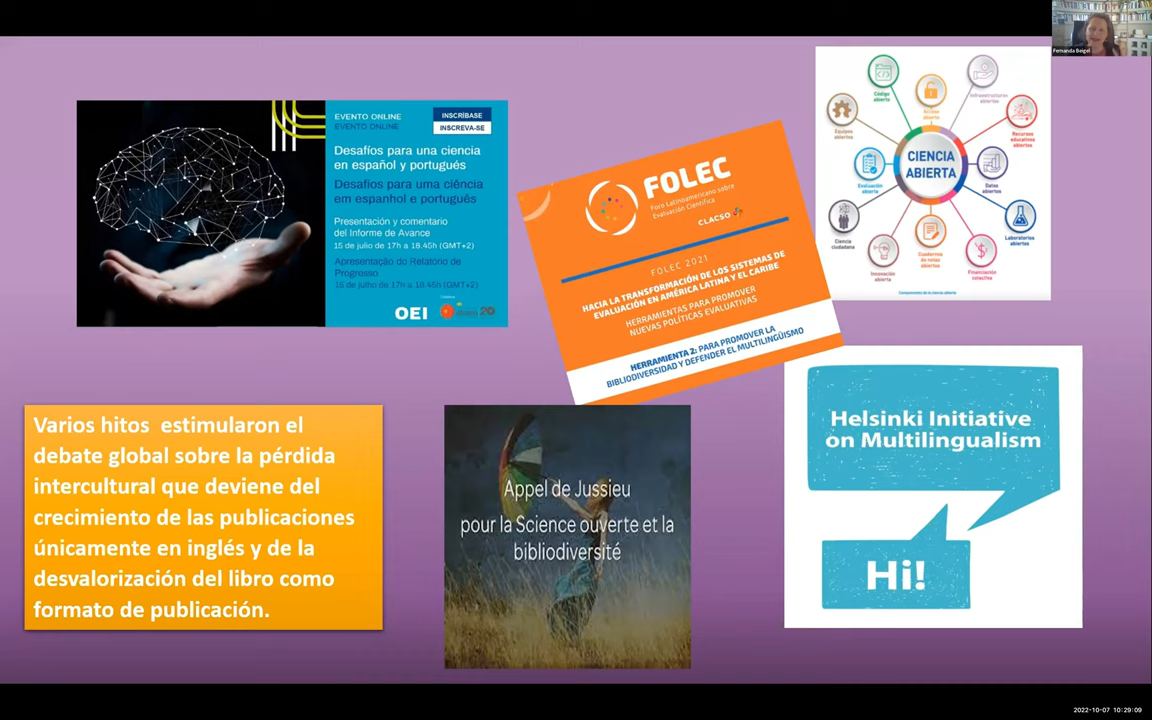 Fernanda Beigel
EVENTO ONLINE
EVENTO ONLINE
INSCRÍBASE
INSCREVA-SE
Desafíos para una ciencia
en español y portugués
Desafios para uma ciência
em espanhol e português
Presentación y comentario
del Informe de Avance
15 de julio de 17h a 18.45h (GMT+2)
Apresentação do Relatório de
Progresso
15 de julio de 17h a 18.45h (GMT+2)
OEI
20
FOLEC
Foro Latinoamericano sobre
Evaluación Científica
CLACSO
FOLEC 2021
HACIA LA TRANSFORMACIÓN DE LOS SISTEMAS DE
EVALUACIÓN EN AMÉRICA LATINA Y EL CARIBE
HERRAMIENTAS PARA PROMOVER
NUEVAS POLÍTICAS EVALUATIVAS
HERRAMIENTA 2: PARA PROMOVER LA
BIBLIODIVERSIDAD Y DEFENDER EL MULTILINGÜISMO
CIENCIA
ABIERTA
Código
abierto
Acceso
abierto
Infraestructuras
abiertas
Equipos
abiertos
Recursos
educativos
abiertos
Evaluación
abierta
Datos
abiertos
Ciencia
ciudadana
Laboratorios
abiertos
Innovación
abierta
Cuadernos
de notas
abiertos
Financiación
colectiva
Componentes de la ciencia abierta
Varios hitos estimularon el
debate global sobre la pérdida
intercultural que deviene del
crecimiento de las publicaciones
únicamente en inglés y de la
desvalorización del libro como
formato de publicación.
Appel de Jussieu
pour la Science ouverte et la
bibliodiversité
Helsinki Initiative
on Multilingualism
Hi!
2022-10-07 10:29:09